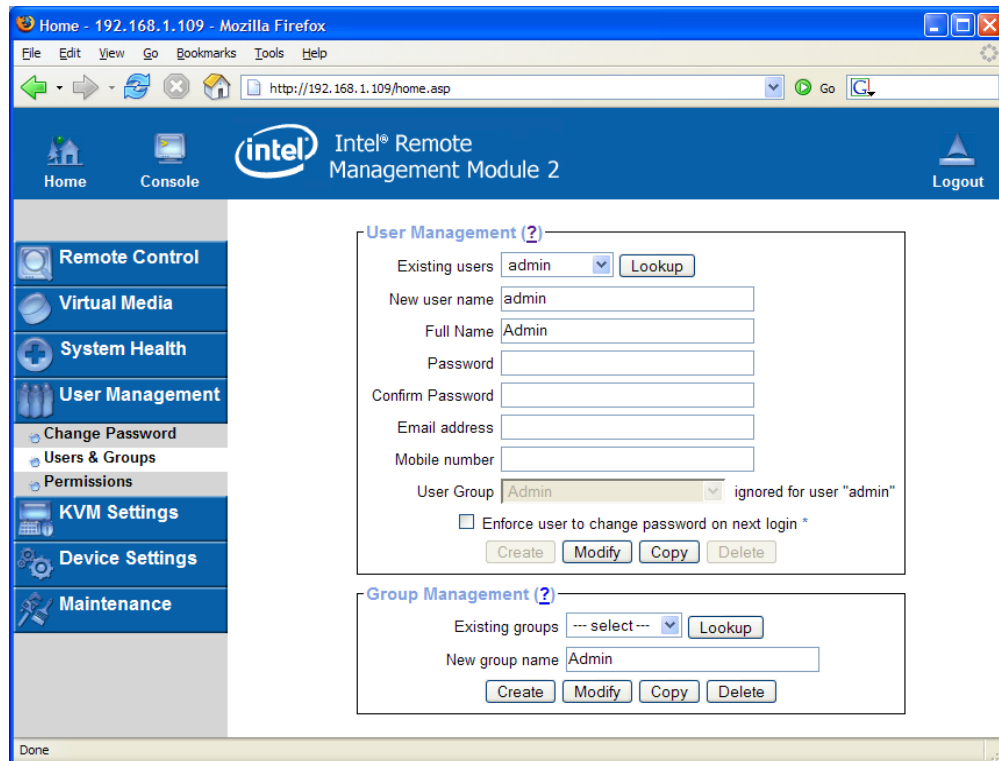 Home - 192.168.1.109 - Mozilla Firefox
File Edit View Go Bookmarks Tools Help
http://192.168.1.109/home.asp Go G
Home Console intel Intel® Remote Management Module 2 Logout
Remote Control
Virtual Media
System Health
User Management
Change Password
Users & Groups
Permissions
KVM Settings
Device Settings
Maintenance
User Management (?)
Existing users admin Lookup
New user name admin
Full Name Admin
Password
Confirm Password
Email address
Mobile number
User Group Admin ignored for user "admin"
Enforce user to change password on next login *
Create Modify Copy Delete
Group Management (?)
Existing groups --- select --- Lookup
New group name Admin
Create Modify Copy Delete
Done